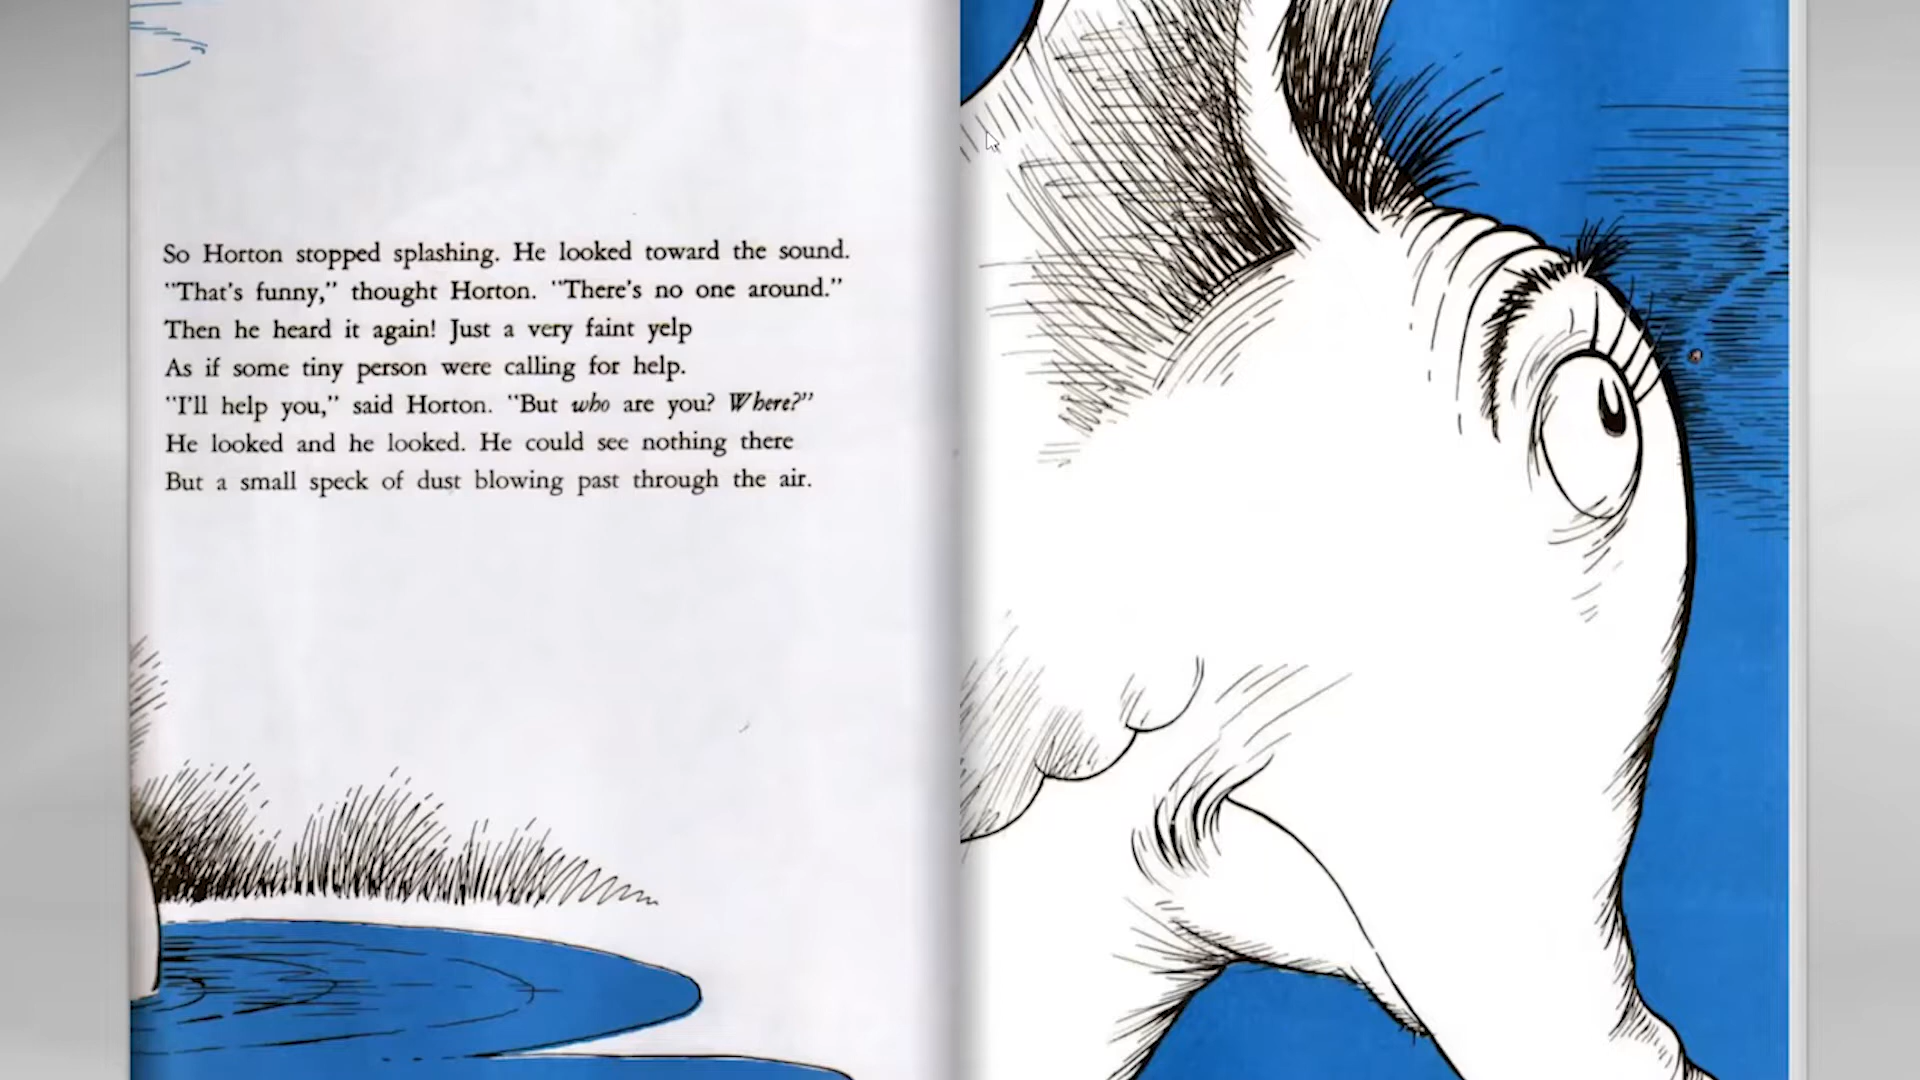 So Horton stopped splashing. He looked toward the sound.
"That's funny," thought Horton. "There's no one around."
Then he heard it again! Just a very faint yelp
As if some tiny person were calling for help.
"I'll help you," said Horton. "But who are you? Where?"
He looked and he looked. He could see nothing there
But a small speck of dust blowing past through the air.